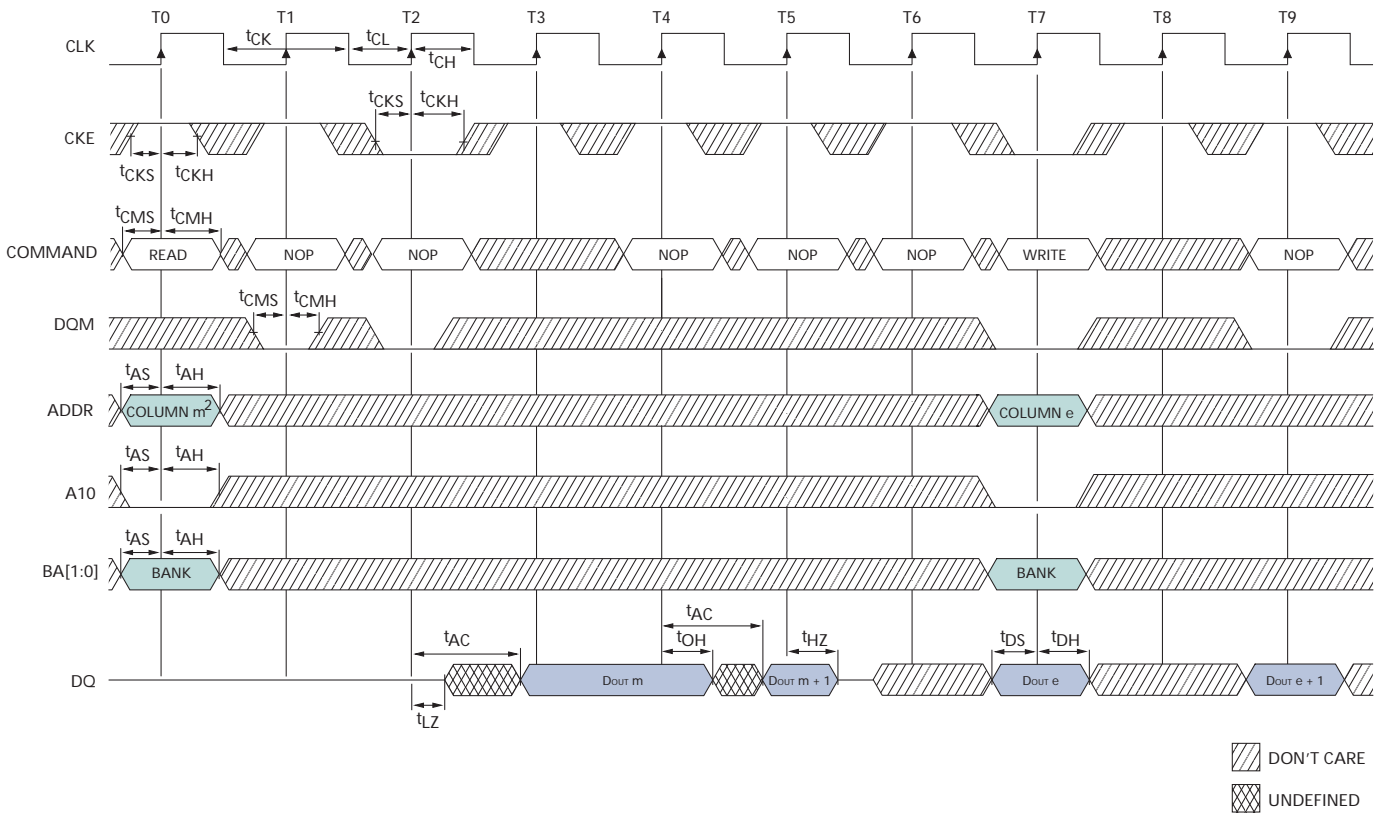 T0 T1 T2 T3 T4 T5 T6 T7 T8 T9
CLK
tCK tCL
tCH
tCKS tCKH
CKE
tCKS tCKH
tCMS tCMH
COMMAND READ NOP NOP NOP NOP NOP WRITE NOP
tCMS tCMH
DQM
tAS tAH
ADDR COLUMN m2 COLUMN e
tAS tAH
A10
tAS tAH
BA[1:0] BANK BANK
tAC
tAC tOH tHZ tDS tDH
DQ DOUT m DOUT m + 1 DOUT e DOUT e + 1
tLZ
DON'T CARE
UNDEFINED